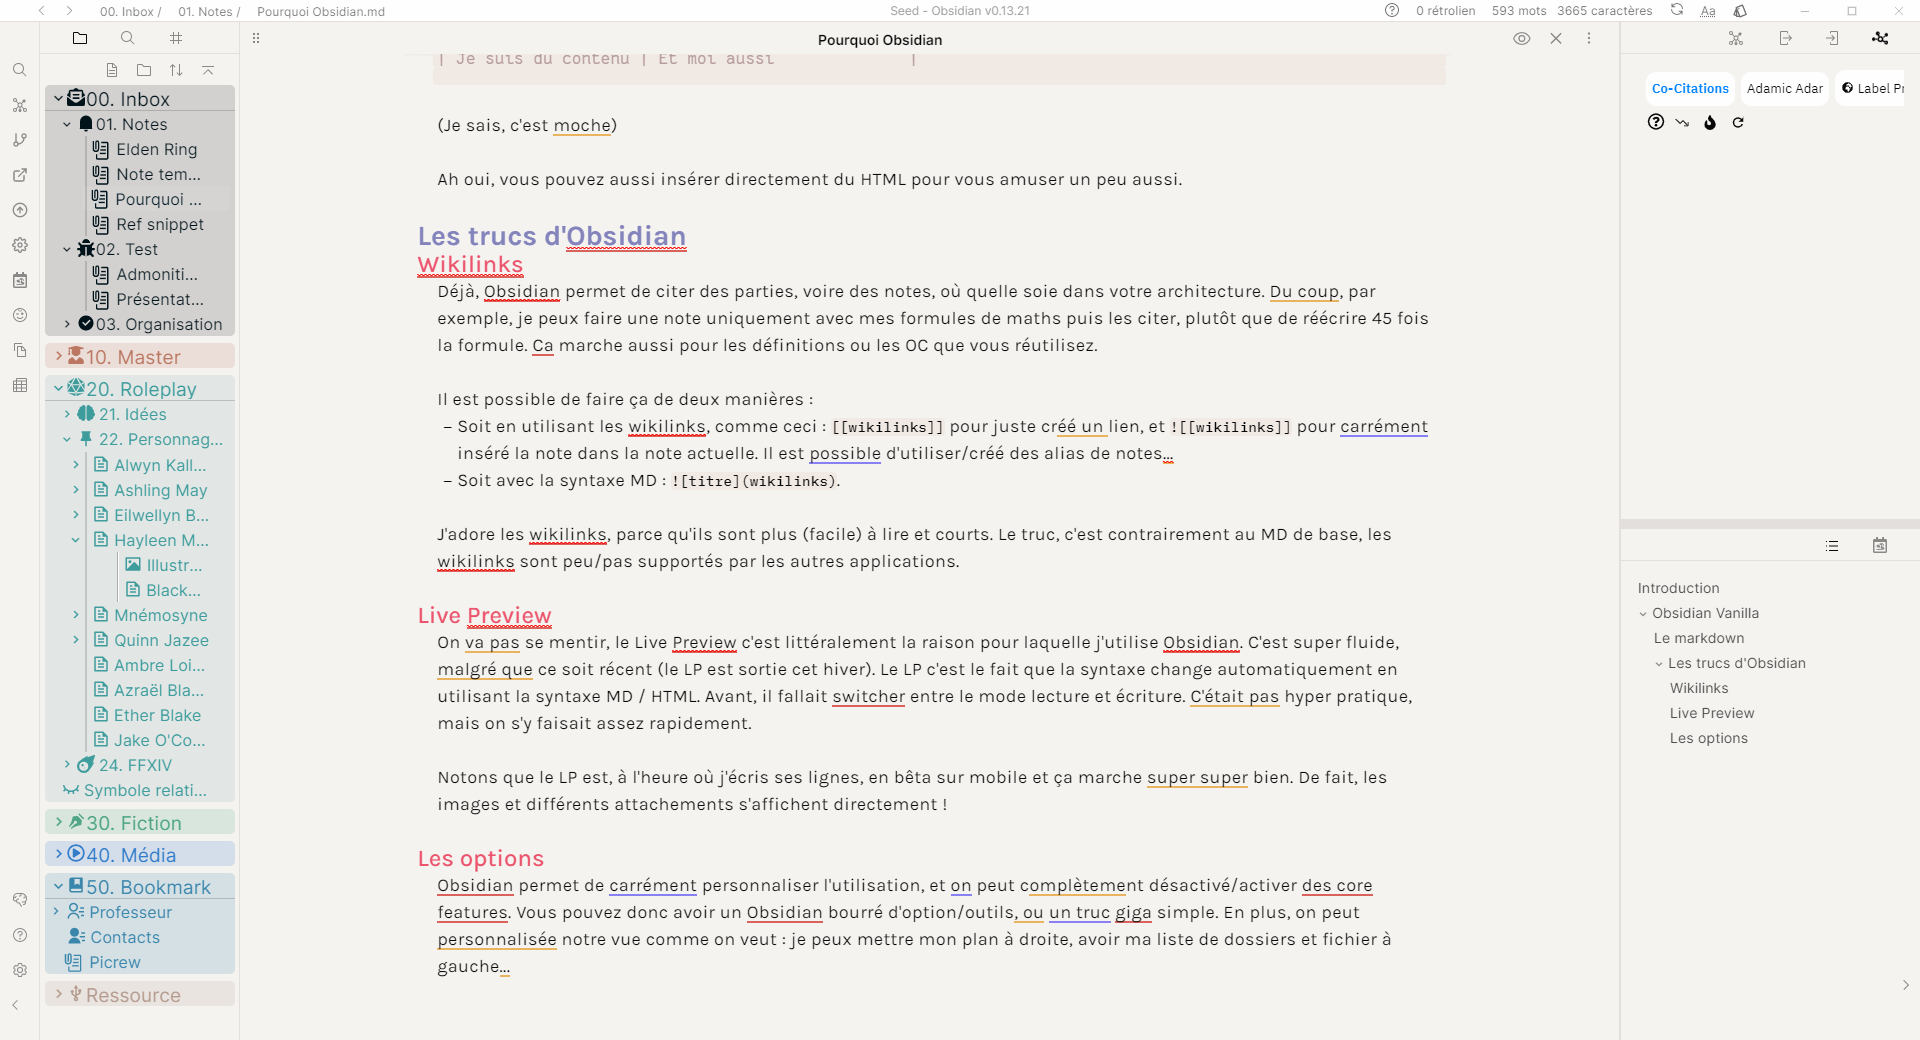 00. Inbox / 01. Notes / Pourquoi Obsidian.md
Seed - Obsidian v0.13.21
0 rétrolien 593 mots 3665 caractères Aa
00. Inbox
01. Notes
Elden Ring
Note tem...
Pourquoi ...
Ref snippet
02. Test
Admoniti...
Présentat...
03. Organisation
10. Master
20. Roleplay
21. Idées
22. Personnag...
Alwyn Kall...
Ashling May
Eilwellyn B...
Hayleen M...
Illustr...
Black...
Mnémosyne
Quinn Jazee
Ambre Loi...
Azraël Bla...
Ether Blake
Jake O'Co...
24. FFXIV
Symbole relati...
30. Fiction
40. Média
50. Bookmark
Professeur
Contacts
Picrew
Ressource
Pourquoi Obsidian
| Je suis du contenu | Et moi aussi |
(Je sais, c'est moche)
Ah oui, vous pouvez aussi insérer directement du HTML pour vous amuser un peu aussi.
Les trucs d'Obsidian
Wikilinks
Déjà, Obsidian permet de citer des parties, voire des notes, où quelle soie dans votre architecture. Du coup, par
exemple, je peux faire une note uniquement avec mes formules de maths puis les citer, plutôt que de réécrire 45 fois
la formule. Ca marche aussi pour les définitions ou les OC que vous réutilisez.
Il est possible de faire ça de deux manières :
– Soit en utilisant les wikilinks, comme ceci : [[wikilinks]] pour juste créé un lien, et ![[wikilinks]] pour carrément
inséré la note dans la note actuelle. Il est possible d'utiliser/créé des alias de notes...
– Soit avec la syntaxe MD : ![titre](wikilinks).
J'adore les wikilinks, parce qu'ils sont plus (facile) à lire et courts. Le truc, c'est contrairement au MD de base, les
wikilinks sont peu/pas supportés par les autres applications.
Live Preview
On va pas se mentir, le Live Preview c'est littéralement la raison pour laquelle j'utilise Obsidian. C'est super fluide,
malgré que ce soit récent (le LP est sortie cet hiver). Le LP c'est le fait que la syntaxe change automatiquement en
utilisant la syntaxe MD / HTML. Avant, il fallait switcher entre le mode lecture et écriture. C'était pas hyper pratique,
mais on s'y faisait assez rapidement.
Notons que le LP est, à l'heure où j'écris ses lignes, en bêta sur mobile et ça marche super super bien. De fait, les
images et différents attachements s'affichent directement !
Les options
Obsidian permet de carrément personnaliser l'utilisation, et on peut complètement désactivé/activer des core
features. Vous pouvez donc avoir un Obsidian bourré d'option/outils, ou un truc giga simple. En plus, on peut
personnalisée notre vue comme on veut : je peux mettre mon plan à droite, avoir ma liste de dossiers et fichier à
gauche...
Co-Citations Adamic Adar Label Pr
Introduction
Obsidian Vanilla
Le markdown
Les trucs d'Obsidian
Wikilinks
Live Preview
Les options